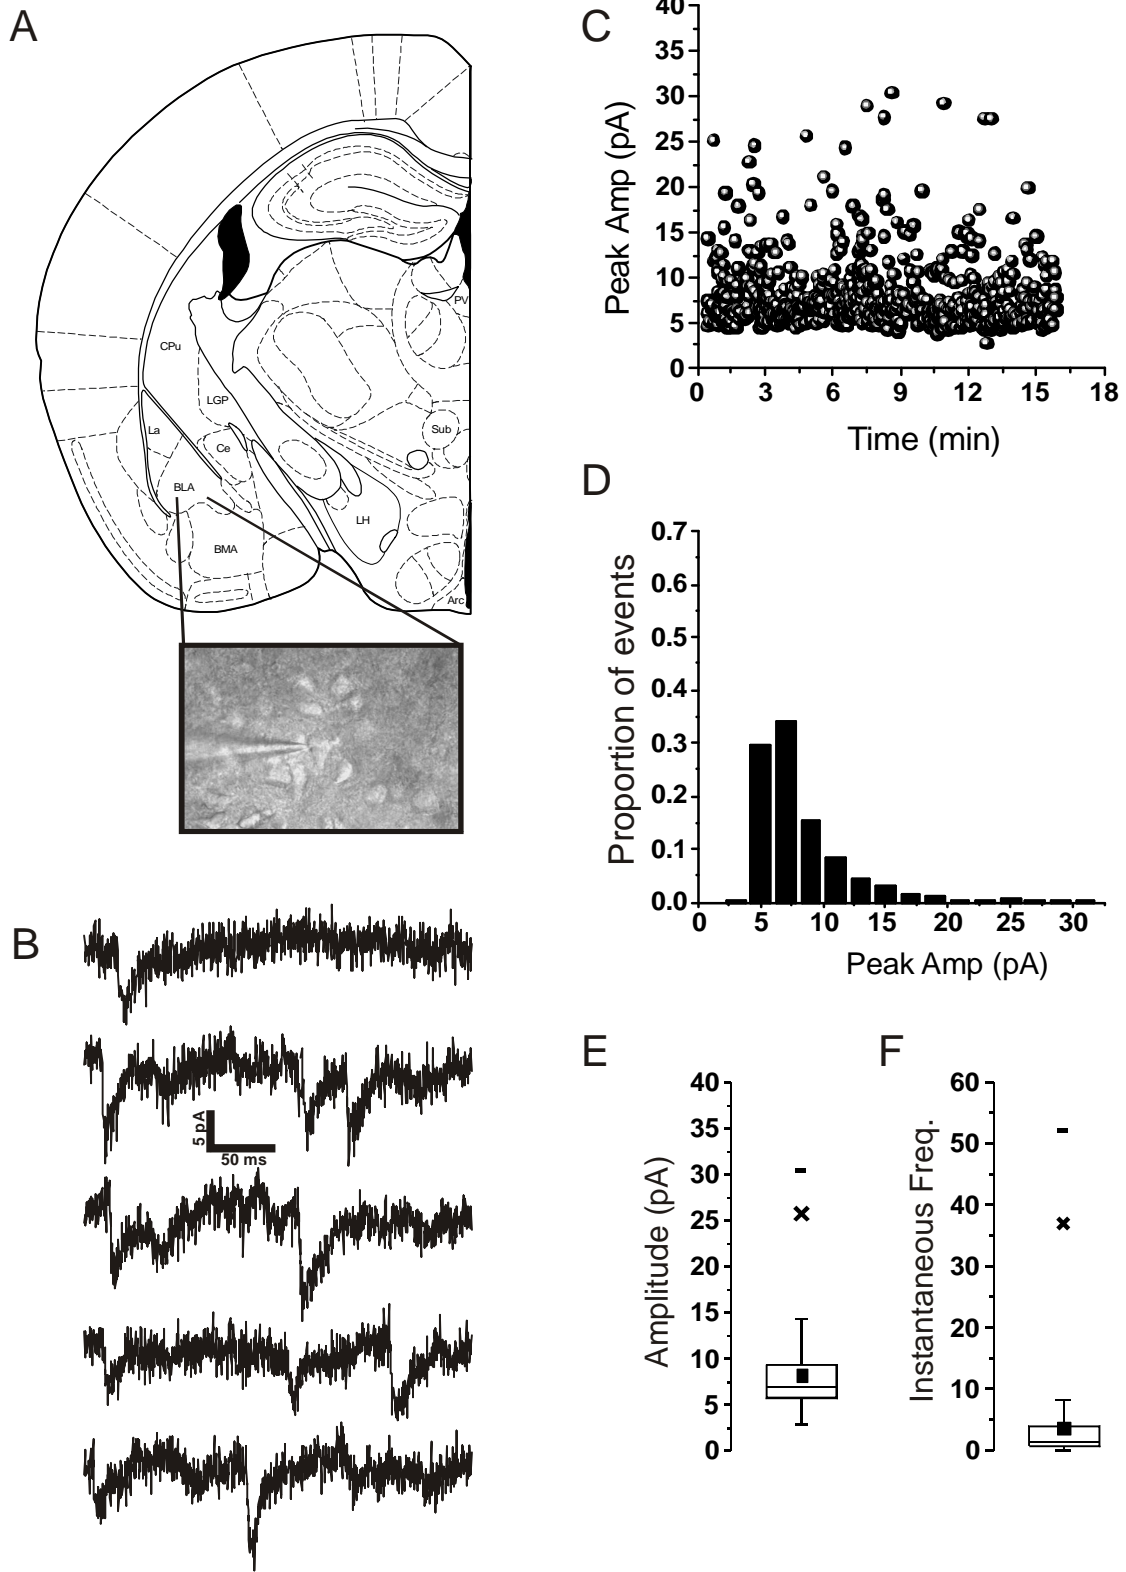 A
PV
CPu
LGP
La
Ce
Sub
BLA
LH
BMA
Arc
B
5 pA
50 ms
C
Peak Amp (pA)
40
35
30
25
20
15
10
5
0
0 3 6 9 12 15 18
Time (min)
D
Proportion of events
0.7
0.6
0.5
0.4
0.3
0.2
0.1
0.0
0 5 10 15 20 25 30
Peak Amp (pA)
E
Amplitude (pA)
40
35
30
25
20
15
10
5
0
F
Instantaneous Freq.
60
50
40
30
20
10
0